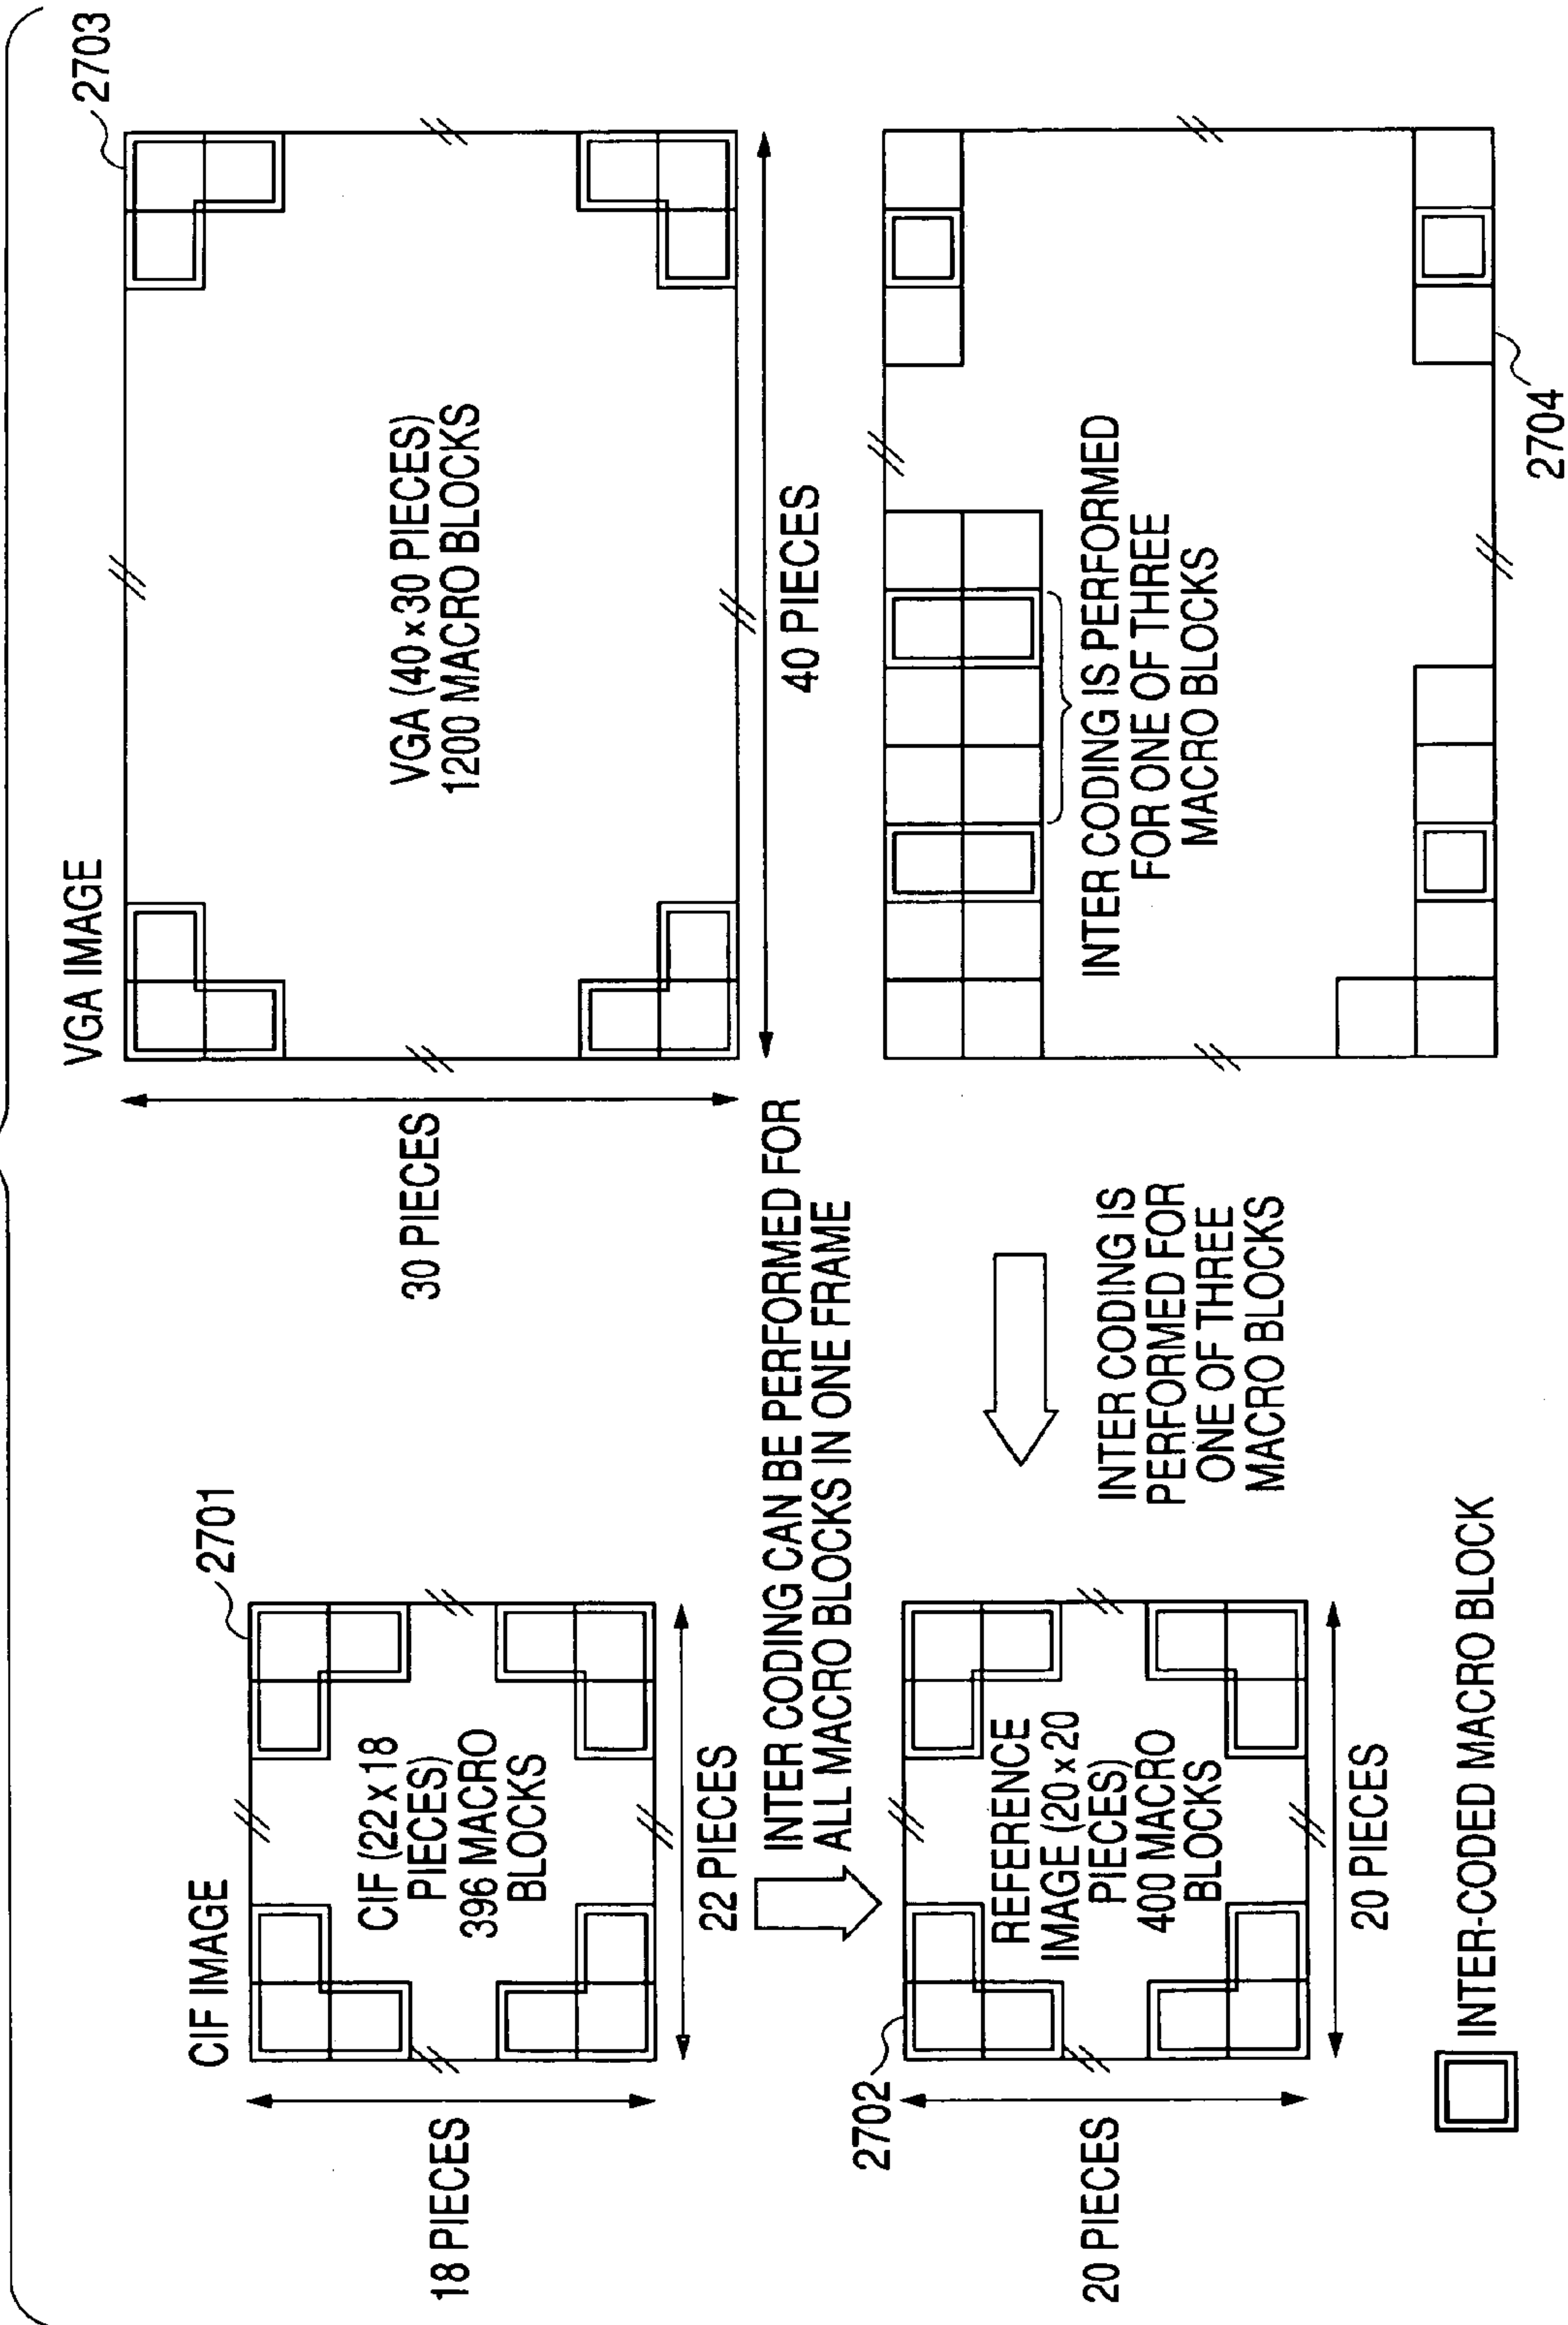 CIF IMAGE
2701
18 PIECES
CIF (22 x 18
PIECES)
396 MACRO
BLOCKS
22 PIECES
INTER CODING CAN BE PERFORMED FOR
ALL MACRO BLOCKS IN ONE FRAME
2702
20 PIECES
REFERENCE
IMAGE (20 x 20
PIECES)
400 MACRO
BLOCKS
20 PIECES
INTER-CODED MACRO BLOCK
VGA IMAGE
2703
30 PIECES
VGA (40 x 30 PIECES)
1200 MACRO BLOCKS
40 PIECES
INTER CODING IS PERFORMED
FOR ONE OF THREE
MACRO BLOCKS
2704
INTER CODING IS
PERFORMED FOR
ONE OF THREE
MACRO BLOCKS